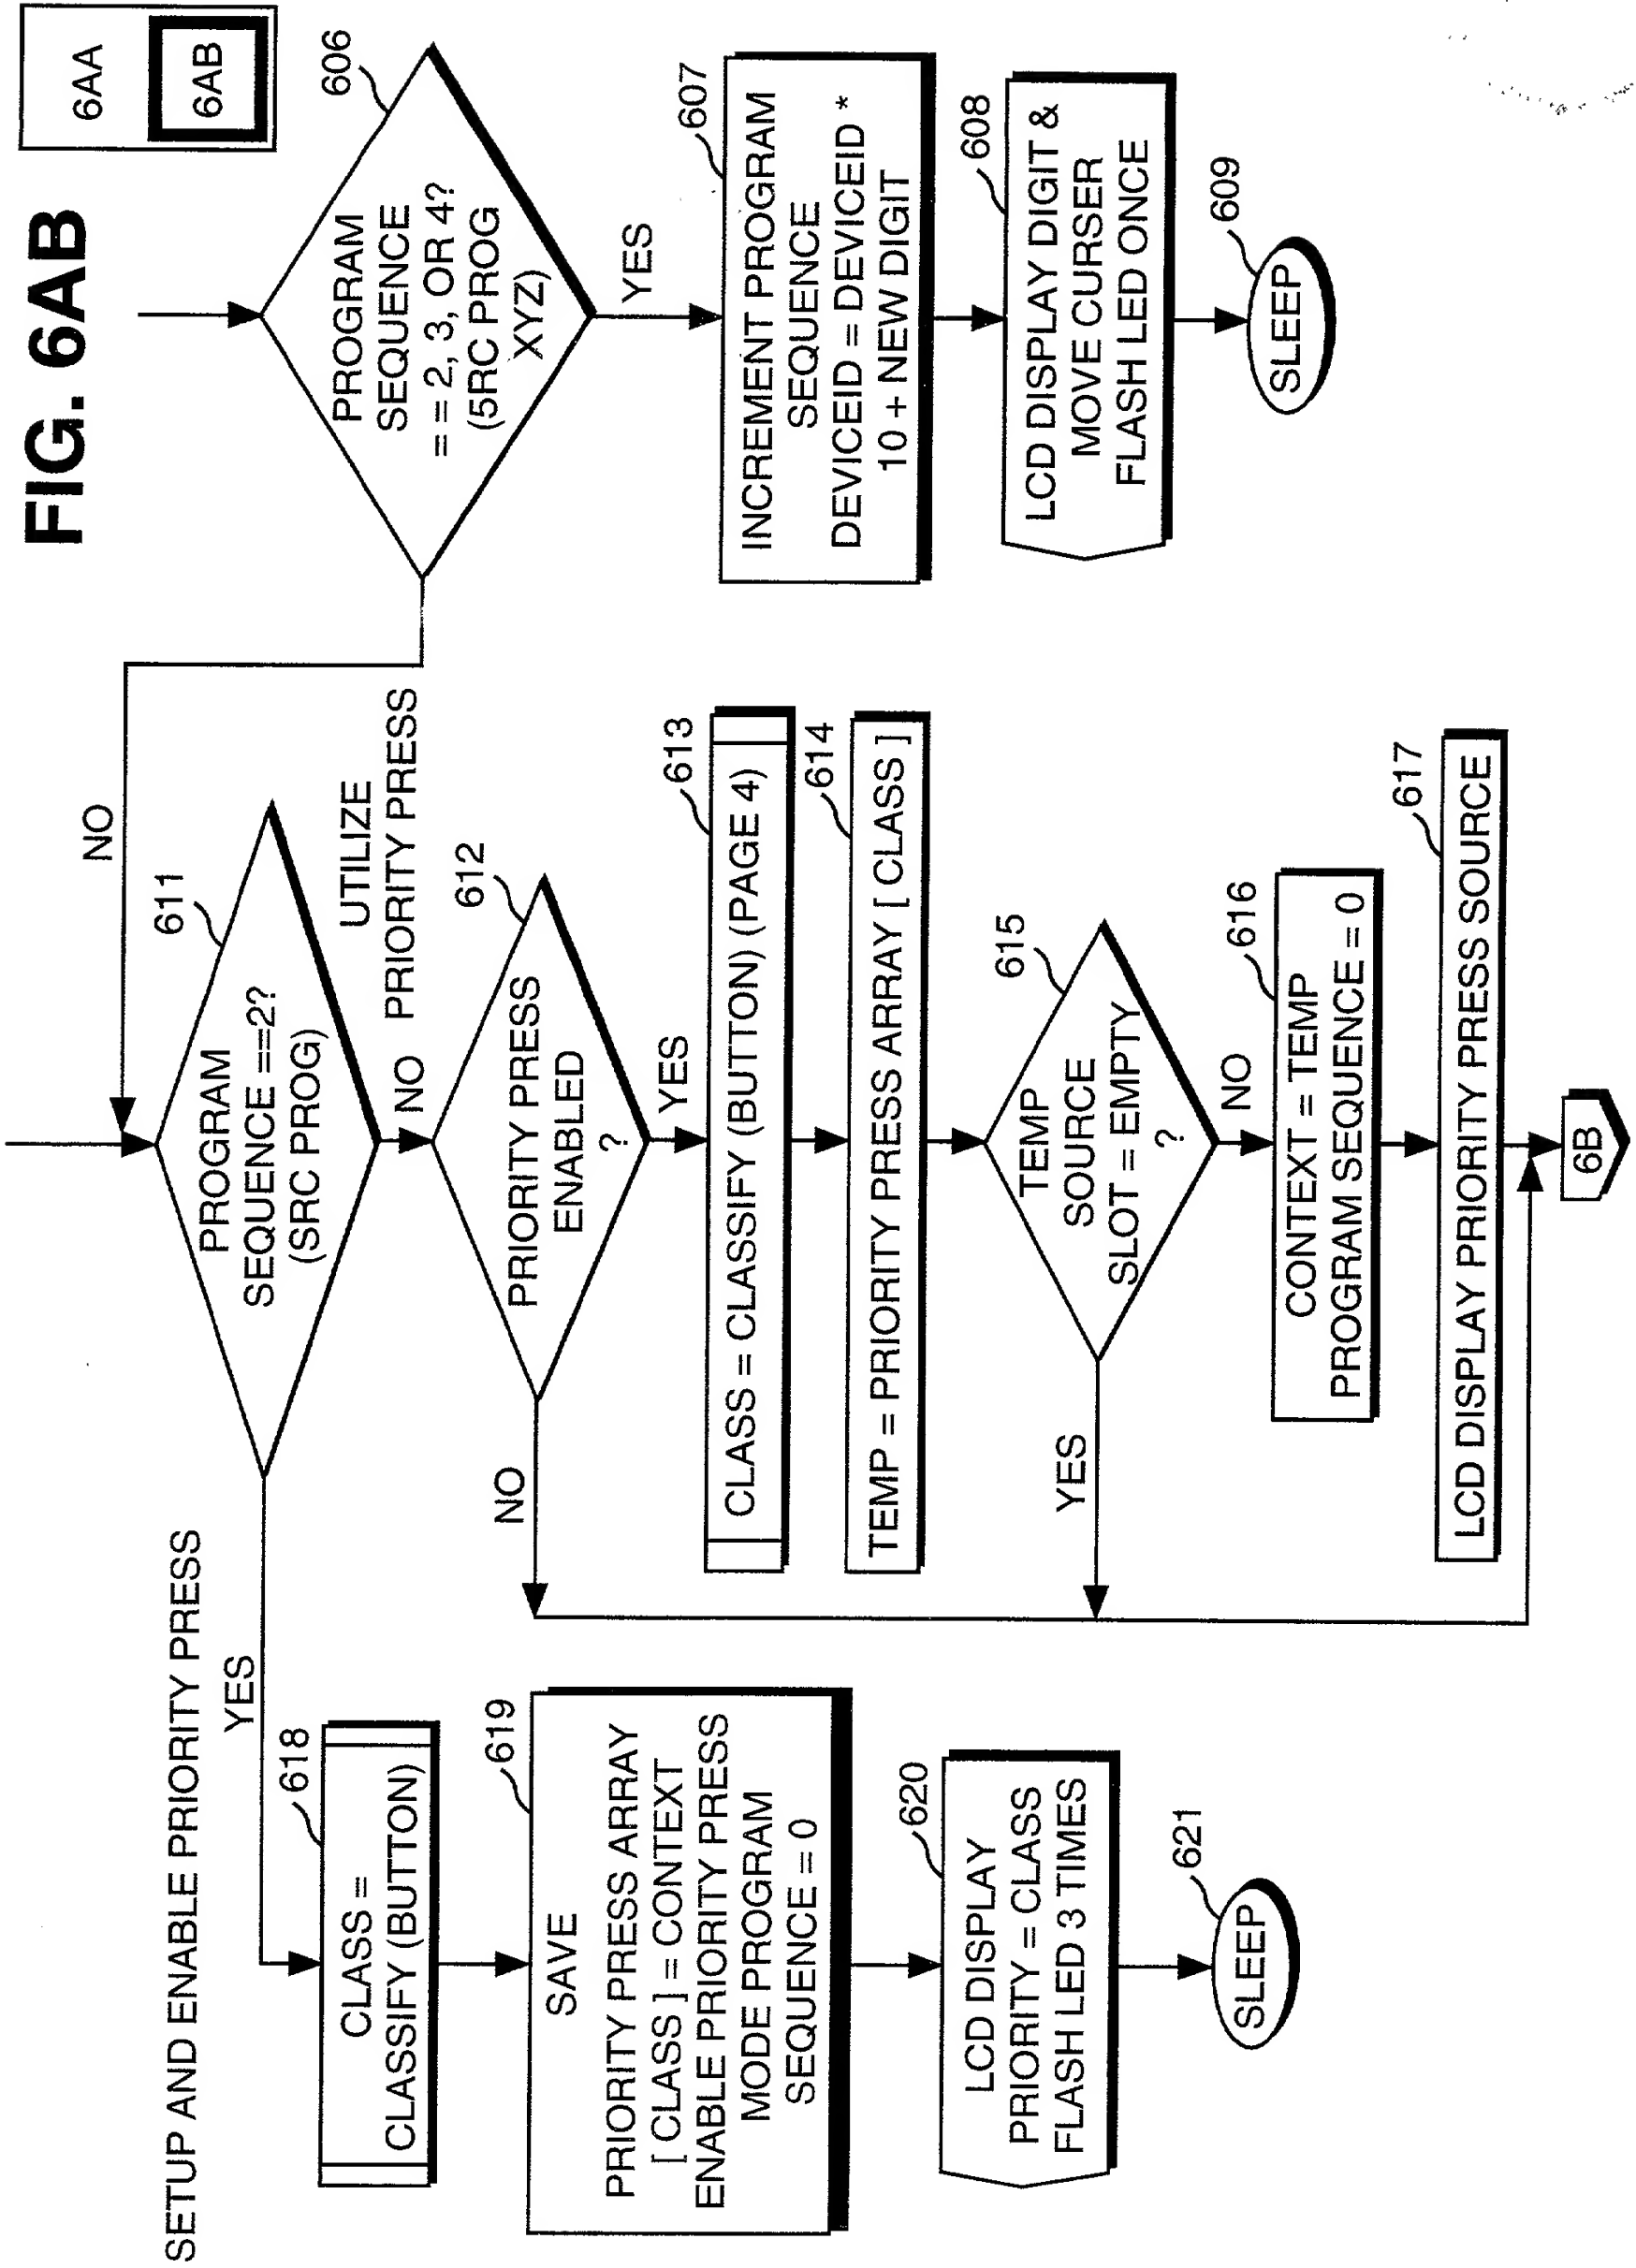 FIG. 6AB
6AA
6AB
SETUP AND ENABLE PRIORITY PRESS
YES
618
CLASS =
CLASSIFY (BUTTON)
619
SAVE
PRIORITY PRESS ARRAY
[ CLASS ] = CONTEXT
ENABLE PRIORITY PRESS
MODE PROGRAM
SEQUENCE = 0
620
LCD DISPLAY
PRIORITY = CLASS
FLASH LED 3 TIMES
621
SLEEP
611
PROGRAM
SEQUENCE ==2?
(SRC PROG)
NO
UTILIZE
PRIORITY PRESS
612
PRIORITY PRESS
ENABLED
?
NO
YES
613
CLASS = CLASSIFY (BUTTON) (PAGE 4)
614
TEMP = PRIORITY PRESS ARRAY [ CLASS ]
615
TEMP
SOURCE
SLOT = EMPTY
?
YES
NO
616
CONTEXT = TEMP
PROGRAM SEQUENCE = 0
617
LCD DISPLAY PRIORITY PRESS SOURCE
6B
NO
606
PROGRAM
SEQUENCE
= = 2, 3, OR 4?
(5RC PROG
XYZ)
YES
607
INCREMENT PROGRAM
SEQUENCE
DEVICEID = DEVICEID *
10 + NEW DIGIT
608
LCD DISPLAY DIGIT &
MOVE CURSER
FLASH LED ONCE
609
SLEEP